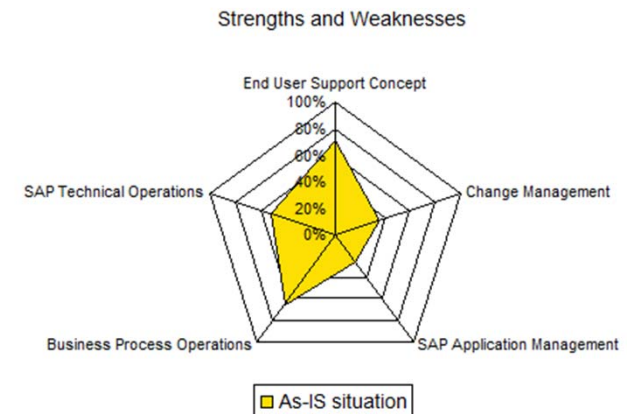 Strengths and Weaknesses
End User Support Concept
100%
80%
60%
40%
20%
0%
SAP Technical Operations
Change Management
Business Process Operations
SAP Application Management
As-IS situation